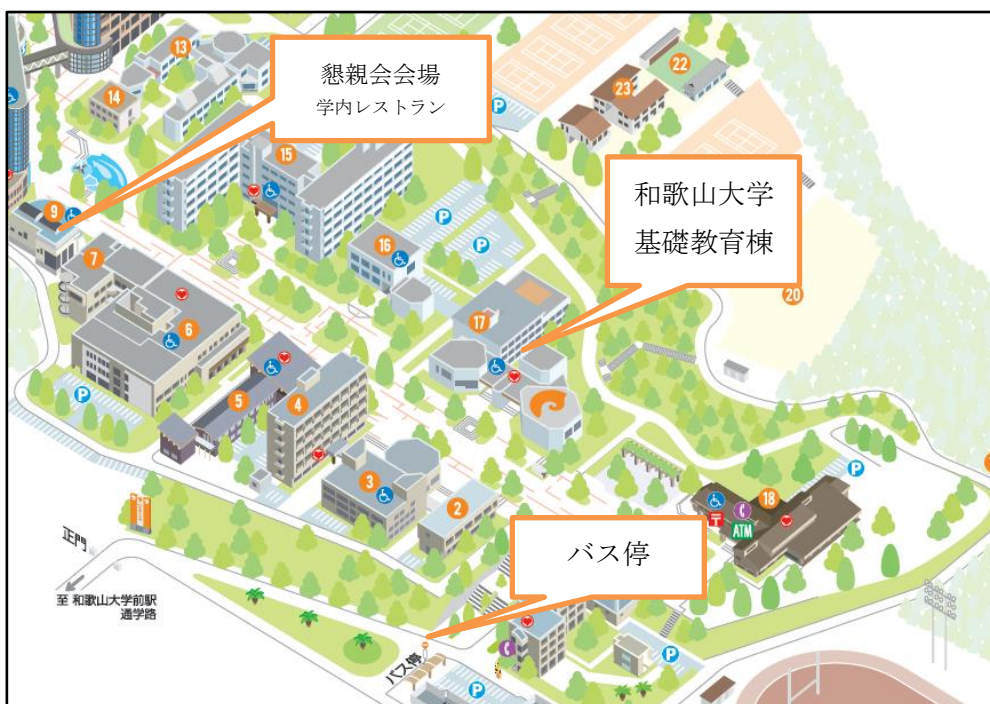 13
14
懇親会会場
学内レストラン
22
23
P
15
和歌山大学
基礎教育棟
9
P
16
P
7
20
17
6
5
4
P
3
2
18
P
〒
ATM
正門
バス停
至 和歌山大学前駅
通学路
バス停
P
P